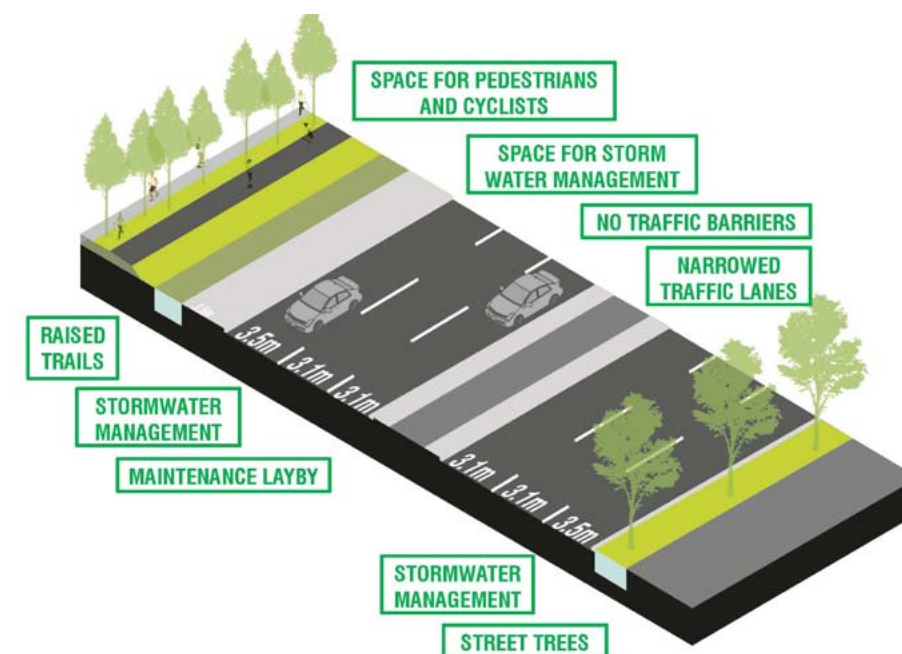 SPACE FOR PEDESTRIANS
AND CYCLISTS
SPACE FOR STORM
WATER MANAGEMENT
NO TRAFFIC BARRIERS
NARROWED
TRAFFIC LANES
RAISED
TRAILS
STORMWATER
MANAGEMENT
MAINTENANCE LAYBY
3.5m
3.1m
3.1m
3.1m
3.1m
3.5m
STORMWATER
MANAGEMENT
STREET TREES